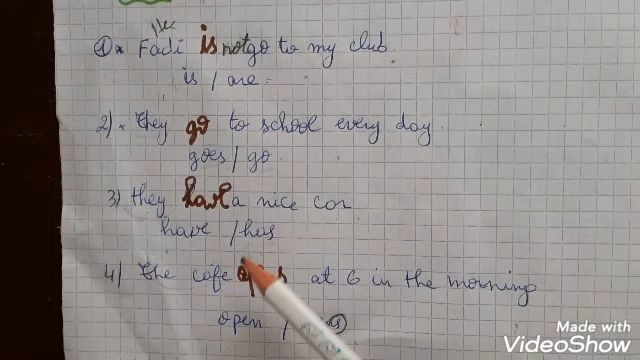 He
① Fadi is not go to my club.
is / are
2) they go to school every day.
goes / go
3) they have a nice car
have / has
4) the cafe at 6 in the morning
open /
Made with
VideoShow